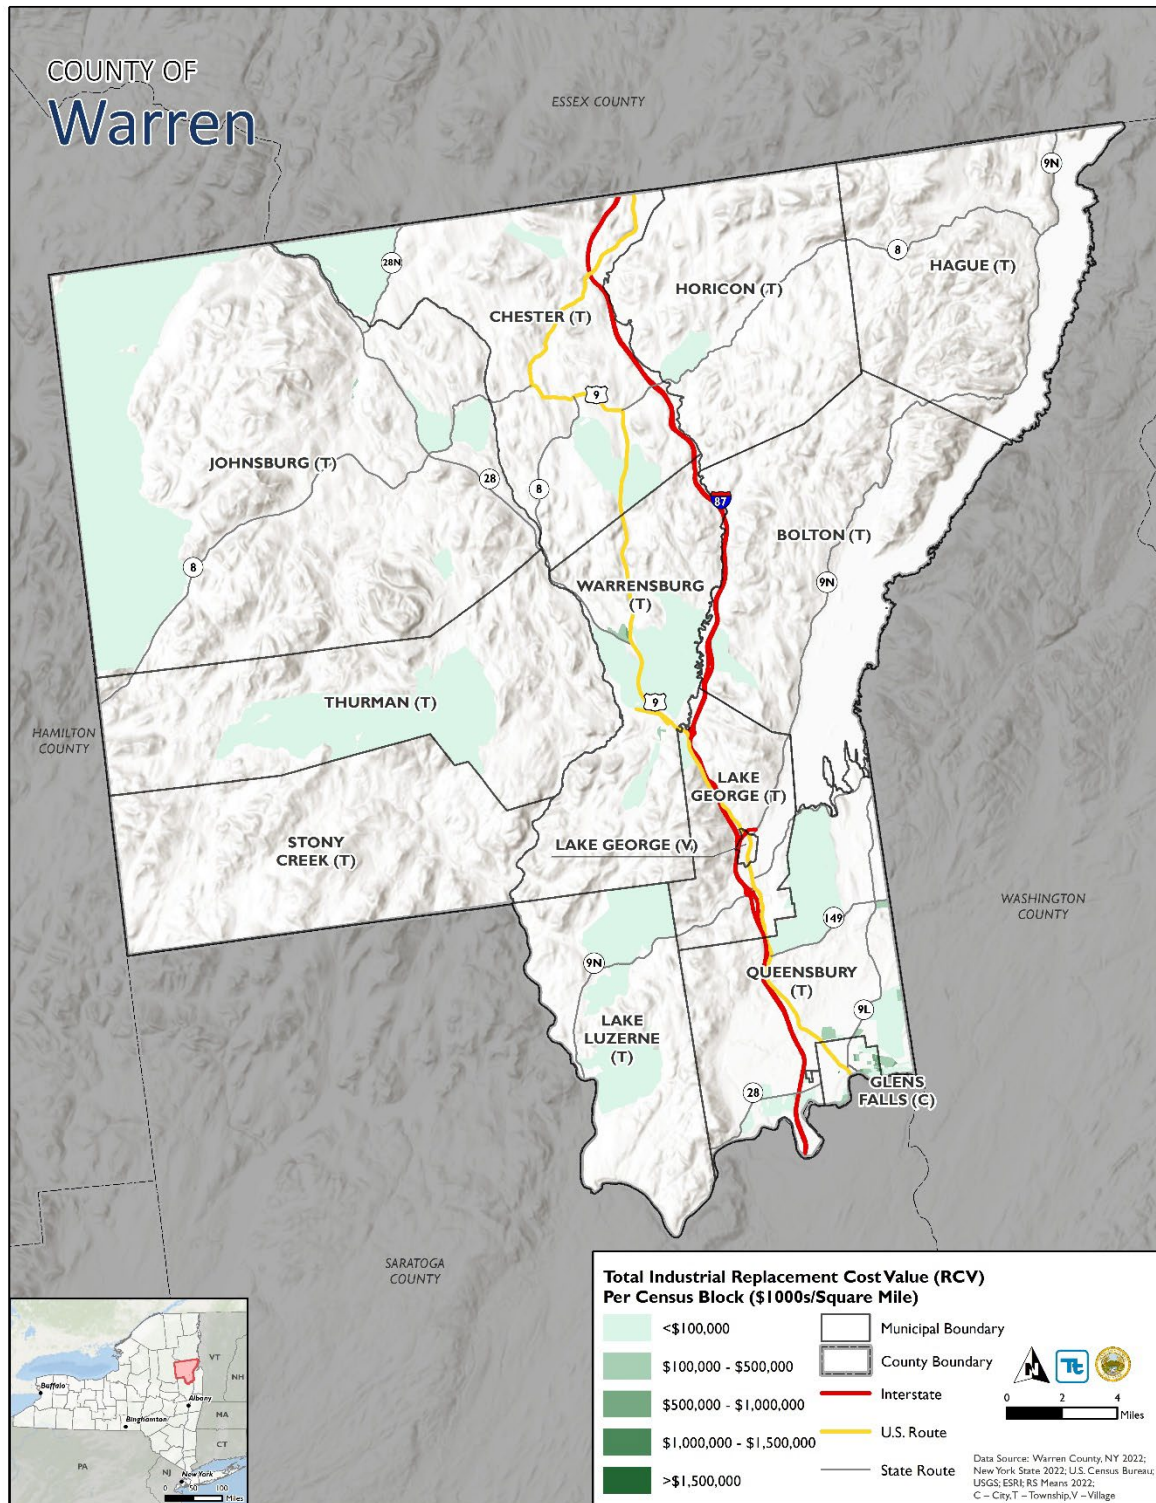 COUNTY OF
Warren
ESSEX COUNTY
9N
8
HAGUE (T)
28N
HORICON (T)
CHESTER (T)
9
JOHNSBURG (T)
28
8
87
BOLTON (T)
8
WARRENSBURG
(T)
9N
THURMAN (T)
9
HAMILTON
COUNTY
LAKE
GEORGE (T)
STONY
CREEK (T)
LAKE GEORGE (V)
WASHINGTON
COUNTY
149
9N
QUEENSBURY
(T)
9L
LAKE
LUZERNE
(T)
28
GLENS
FALLS (C)
SARATOGA
COUNTY
Total Industrial Replacement Cost Value (RCV)
Per Census Block ($1000s/Square Mile)
<$100,000
$100,000 - $500,000
$500,000 - $1,000,000
$1,000,000 - $1,500,000
>$1,500,000
Municipal Boundary
County Boundary
Interstate
U.S. Route
State Route
N
Tt
0 2 4
Miles
Data Source: Warren County, NY 2022;
New York State 2022; U.S. Census Bureau;
USGS; ESRI; RS Means 2022;
C – City, T – Township, V – Village
VT
NH
Buffalo
Albany
MA
Binghamton
CT
PA
NJ
New York
0 50 100
Miles